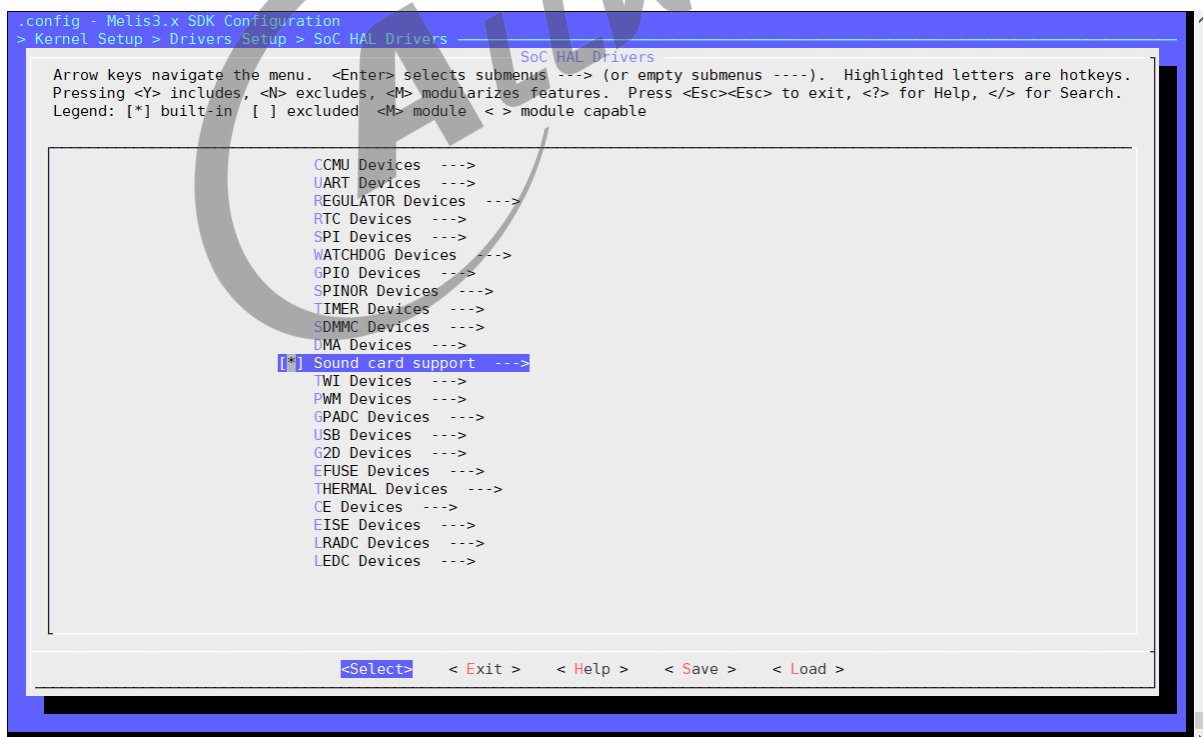 .config - Melis3.x SDK Configuration
> Kernel Setup > Drivers Setup > SoC HAL Drivers
SoC HAL Drivers
Arrow keys navigate the menu.  <Enter> selects submenus ---> (or empty submenus ----).  Highlighted letters are hotkeys.
Pressing <Y> includes, <N> excludes, <M> modularizes features.  Press <Esc><Esc> to exit, <?> for Help, </> for Search.
Legend: [*] built-in  [ ] excluded  <M> module  < > module capable
CCMU Devices  --->
UART Devices  --->
REGULATOR Devices  --->
RTC Devices  --->
SPI Devices  --->
WATCHDOG Devices  --->
GPIO Devices  --->
SPINOR Devices  --->
TIMER Devices  --->
SDMMC Devices  --->
DMA Devices  --->
[*] Sound card support  --->
TWI Devices  --->
PWM Devices  --->
GPADC Devices  --->
USB Devices  --->
G2D Devices  --->
EFUSE Devices  --->
THERMAL Devices  --->
CE Devices  --->
EISE Devices  --->
LRADC Devices  --->
LEDC Devices  --->
<Select>    < Exit >    < Help >    < Save >    < Load >